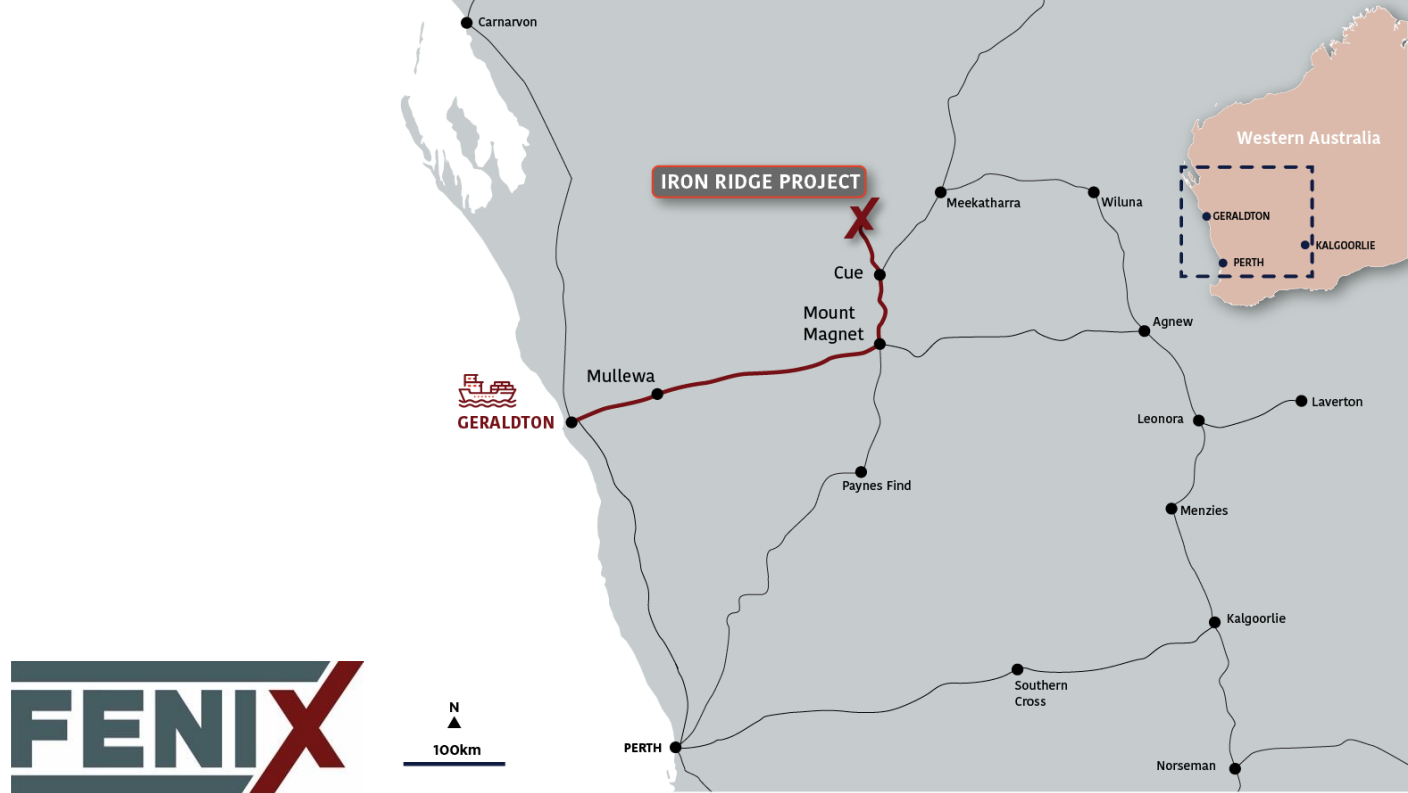 Carnarvon
Western Australia
IRON RIDGE PROJECT
Meekatharra
Wiluna
GERALDTON
KALGOORLIE
PERTH
Cue
Mount
Magnet
Agnew
Mullewa
GERALDTON
Laverton
Leonora
Paynes Find
Menzies
Kalgoorlie
Southern
Cross
FENIX
N
100km
PERTH
Norseman